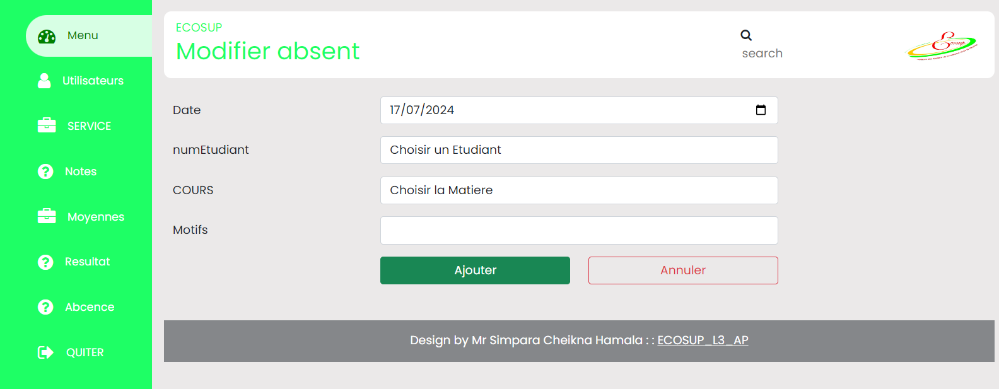 Menu
Utilisateurs
SERVICE
Notes
Moyennes
Resultat
Abcence
QUITER
ECOSUP
Modifier absent
search
Ecosup
Date
17/07/2024
numEtudiant
Choisir un Etudiant
COURS
Choisir la Matiere
Motifs
Ajouter
Annuler
Design by Mr Simpara Cheikna Hamala : : ECOSUP_L3_AP